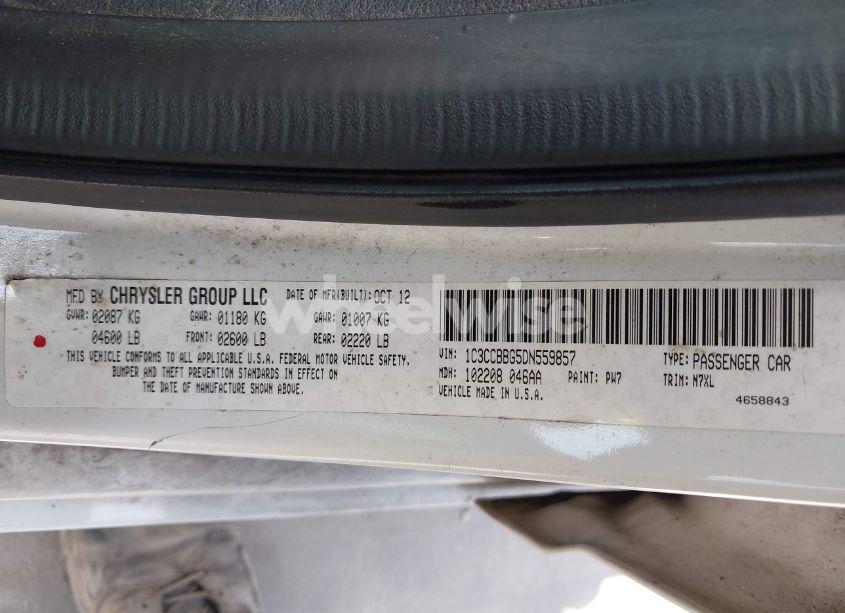 MFD BY CHRYSLER GROUP LLC DATE OF MFR(BUILT): OCT 12
GVWR: 02087 KG GAWR: 01180 KG GAWR: 01007 KG
04600 LB FRONT: 02600 LB REAR: 02220 LB
THIS VEHICLE CONFORMS TO ALL APPLICABLE U.S.A. FEDERAL MOTOR VEHICLE SAFETY,
BUMPER AND THEFT PREVENTION STANDARDS IN EFFECT ON
THE DATE OF MANUFACTURE SHOWN ABOVE.
VIN: 1C3CCBBG5DN559857 TYPE: PASSENGER CAR
MDH: 102208 046AA PAINT: PW7 TRIM: N7XL
VEHICLE MADE IN U.S.A. 4658843